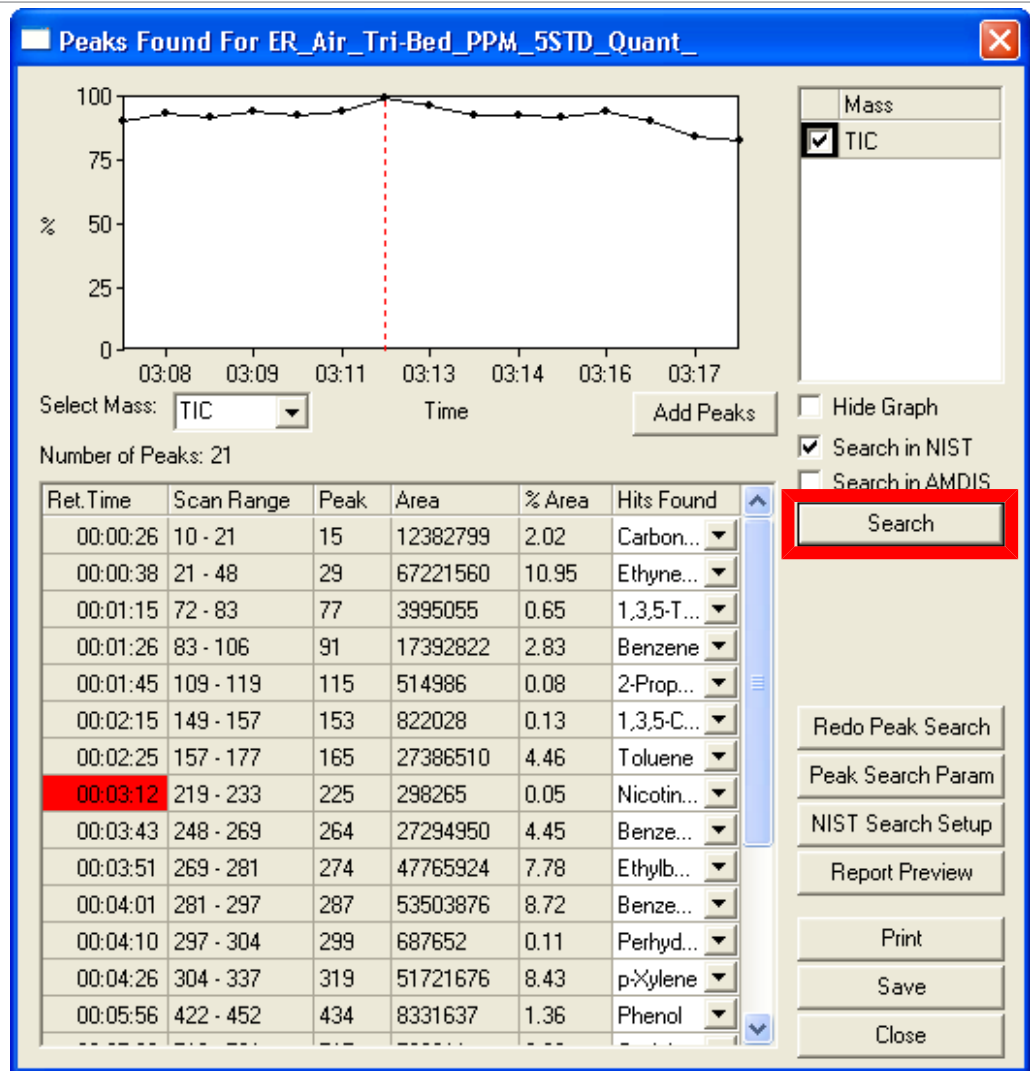 Peaks Found For ER_Air_Tri-Bed_PPM_5STD_Quant_
100
75
% 50
25
0
03:08 03:09 03:11 03:13 03:14 03:16 03:17
Mass
TIC
Select Mass: TIC Time Add Peaks
Hide Graph
Number of Peaks: 21
Search in NIST
Search in AMDIS
Search
Ret.Time Scan Range Peak Area % Area Hits Found
00:00:26 10 - 21 15 12382799 2.02 Carbon...
00:00:38 21 - 48 29 67221560 10.95 Ethyne...
00:01:15 72 - 83 77 3995055 0.65 1,3,5-T...
00:01:26 83 - 106 91 17392822 2.83 Benzene
00:01:45 109 - 119 115 514986 0.08 2-Prop...
00:02:15 149 - 157 153 822028 0.13 1,3,5-C...
00:02:25 157 - 177 165 27386510 4.46 Toluene
00:03:12 219 - 233 225 298265 0.05 Nicotin...
00:03:43 248 - 269 264 27294950 4.45 Benze...
00:03:51 269 - 281 274 47765924 7.78 Ethylb...
00:04:01 281 - 297 287 53503876 8.72 Benze...
00:04:10 297 - 304 299 687652 0.11 Perhyd...
00:04:26 304 - 337 319 51721676 8.43 p-Xylene
00:05:56 422 - 452 434 8331637 1.36 Phenol
Redo Peak Search
Peak Search Param
NIST Search Setup
Report Preview
Print
Save
Close